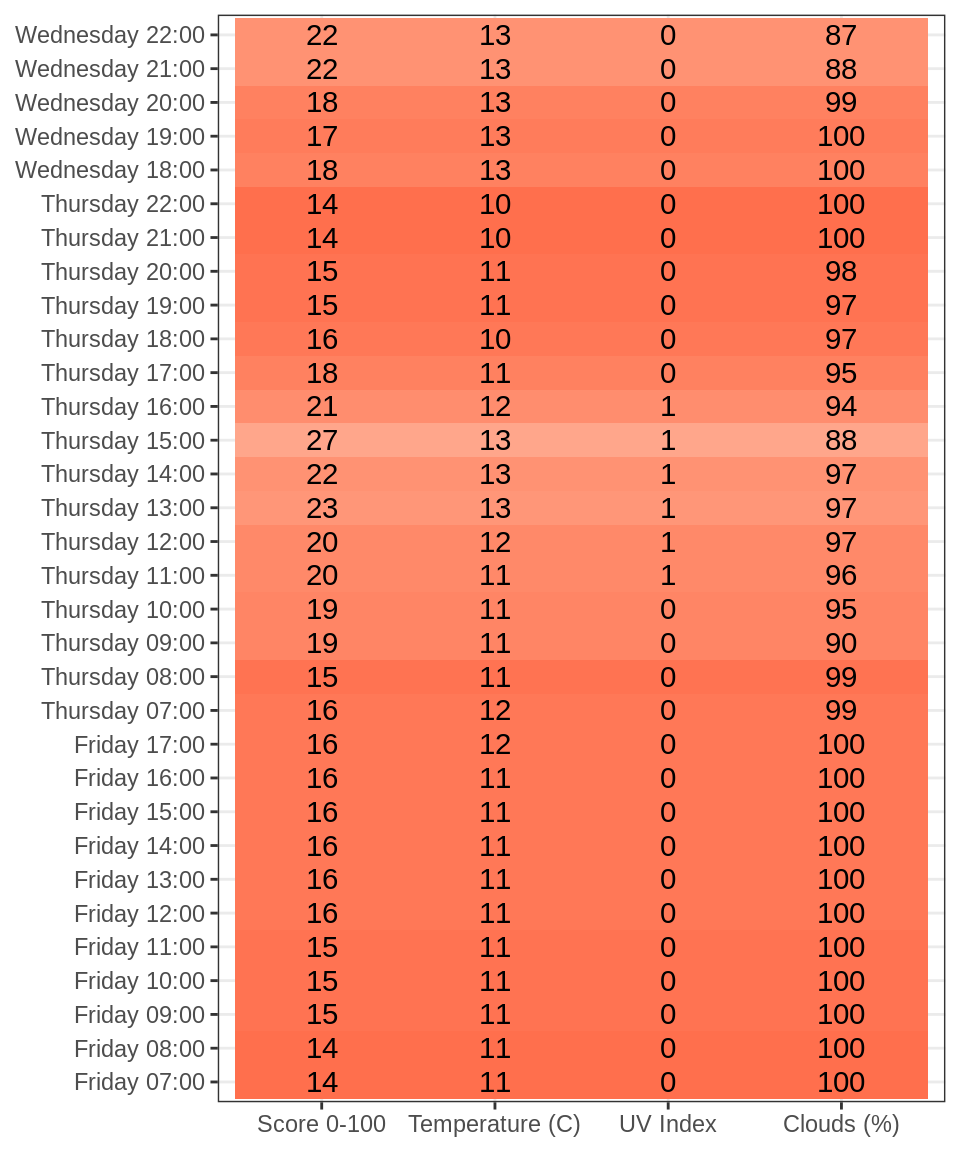 Wednesday 22:00 22 13 0 87
Wednesday 21:00 22 13 0 88
Wednesday 20:00 18 13 0 99
Wednesday 19:00 17 13 0 100
Wednesday 18:00 18 13 0 100
Thursday 22:00 14 10 0 100
Thursday 21:00 14 10 0 100
Thursday 20:00 15 11 0 98
Thursday 19:00 15 11 0 97
Thursday 18:00 16 10 0 97
Thursday 17:00 18 11 0 95
Thursday 16:00 21 12 1 94
Thursday 15:00 27 13 1 88
Thursday 14:00 22 13 1 97
Thursday 13:00 23 13 1 97
Thursday 12:00 20 12 1 97
Thursday 11:00 20 11 1 96
Thursday 10:00 19 11 0 95
Thursday 09:00 19 11 0 90
Thursday 08:00 15 11 0 99
Thursday 07:00 16 12 0 99
Friday 17:00 16 12 0 100
Friday 16:00 16 11 0 100
Friday 15:00 16 11 0 100
Friday 14:00 16 11 0 100
Friday 13:00 16 11 0 100
Friday 12:00 16 11 0 100
Friday 11:00 15 11 0 100
Friday 10:00 15 11 0 100
Friday 09:00 15 11 0 100
Friday 08:00 14 11 0 100
Friday 07:00 14 11 0 100
Score 0-100 Temperature (C) UV Index Clouds (%)